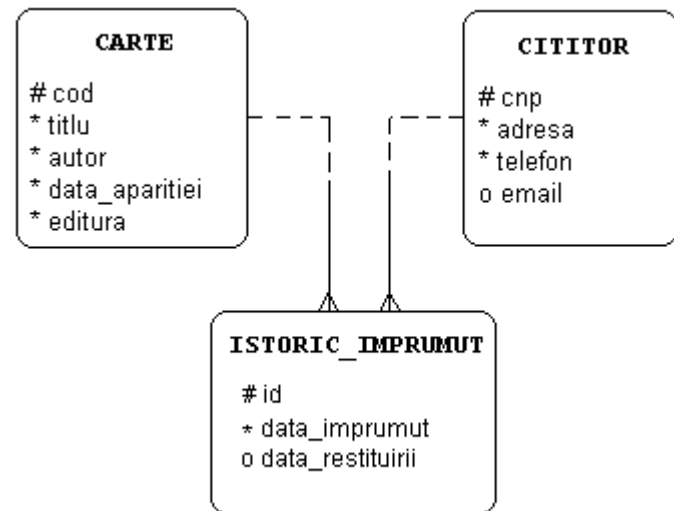 CARTE
# cod
* titlu
* autor
* data_aparitiei
* editura
CITITOR
# cnp
* adresa
* telefon
o email
ISTORIC_IMPRUMUT
# id
* data_imprumut
o data_restituirii